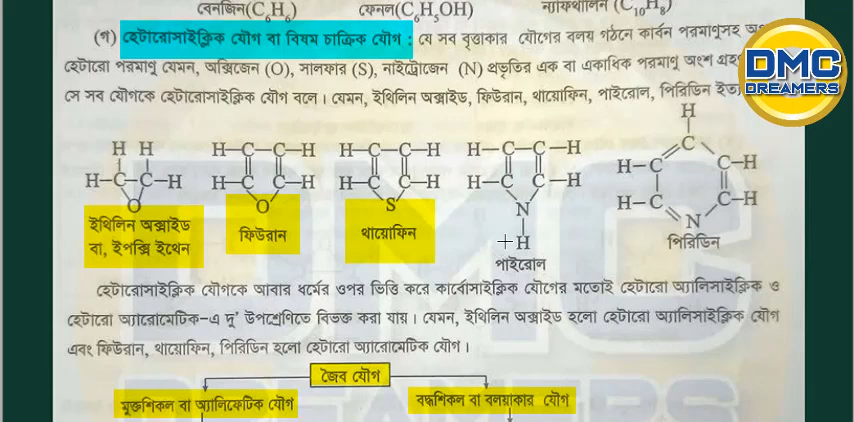 বেনজিন(C6H6) ফেনল(C6H5OH) ন্যাফথালিন (C10H8)
(গ) হেটারোসাইক্লিক যৌগ বা বিষম চাক্রিক যৌগ : যে সব বৃত্তাকার যৌগের বলয় গঠনে কার্বন পরমাণুসহ
হেটারো পরমাণু যেমন, অক্সিজেন (O), সালফার (S), নাইট্রোজেন (N) প্রভৃতির এক বা একাধিক পরমাণু অংশ
সে সব যৌগকে হেটারোসাইক্লিক যৌগ বলে। যেমন, ইথিলিন অক্সাইড, ফিউরান, থায়োফিন, পাইরোল, পিরিডিন
DMC
DREAMERS
H
H H H–C–C–H H–C–C–H H–C–C–H C
H–C C–H
H–C–C–H H–C C–H H–C C–H H–C C–H
H–C C–H
O O S N N
H
ইথিলিন অক্সাইড
বা, ইপক্সি ইথেন
ফিউরান
থায়োফিন
পাইরোল
পিরিডিন
হেটারোসাইক্লিক যৌগকে আবার ধর্মের ওপর ভিত্তি করে কার্বোসাইক্লিক যৌগের মতোই হেটারো অ্যালিসাইক্লিক ও
হেটারো অ্যারোমেটিক-এ দু' উপশ্রেণিতে বিভক্ত করা যায়। যেমন, ইথিলিন অক্সাইড হলো হেটারো অ্যালিসাইক্লিক যৌগ
এবং ফিউরান, থায়োফিন, পিরিডিন হলো হেটারো অ্যারোমেটিক যৌগ।
জৈব যৌগ
মুক্তশিকল বা অ্যালিফেটিক যৌগ বদ্ধশিকল বা বলয়াকার যৌগ
DMC
DREAMERS